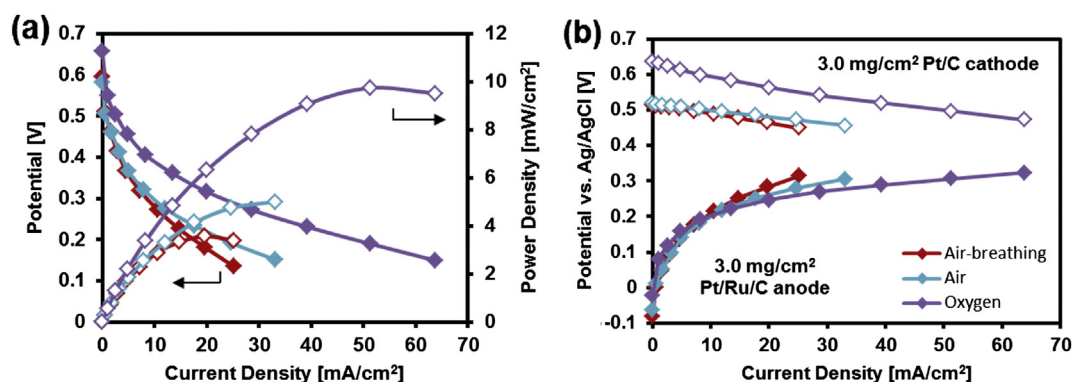 (a)
0.7
0.6
0.5
0.4
0.3
0.2
0.1
0
Potential [V]
12
10
8
6
4
2
0
Power Density [mW/cm²]
0 10 20 30 40 50 60 70
Current Density [mA/cm²]
(b)
0.7
0.6
0.5
0.4
0.3
0.2
0.1
0
-0.1
Potential vs. Ag/AgCl [V]
3.0 mg/cm² Pt/C cathode
3.0 mg/cm²
Pt/Ru/C anode
Air-breathing
Air
Oxygen
0 10 20 30 40 50 60 70
Current Density [mA/cm²]